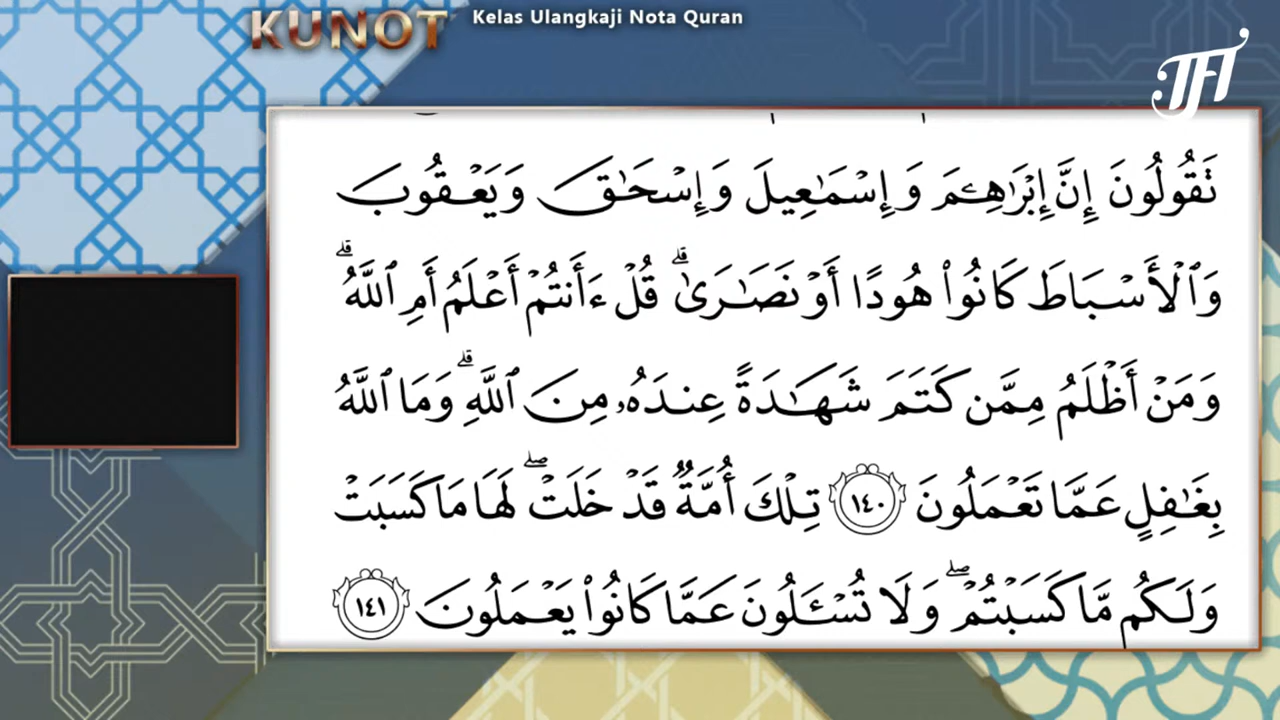 KUNOT
Kelas Ulangkaji Nota Quran
تَقُولُونَ إِنَّ إِبْرَٰهِـۧمَ وَإِسْمَـٰعِيلَ وَإِسْحَـٰقَ وَيَعْقُوبَ
وَٱلْأَسْبَاطَ كَانُوا۟ هُودًا أَوْ نَصَـٰرَىٰ ۗ قُلْ ءَأَنتُمْ أَعْلَمُ أَمِ ٱللَّهُ ۗ
وَمَنْ أَظْلَمُ مِمَّن كَتَمَ شَهَـٰدَةً عِندَهُۥ مِنَ ٱللَّهِ ۗ وَمَا ٱللَّهُ
بِغَـٰفِلٍ عَمَّا تَعْمَلُونَ ١٤٠ تِلْكَ أُمَّةٌ قَدْ خَلَتْ ۖ لَهَا مَا كَسَبَتْ
وَلَكُم مَّا كَسَبْتُمْ ۖ وَلَا تُسْـَٔلُونَ عَمَّا كَانُوا۟ يَعْمَلُونَ ١٤١